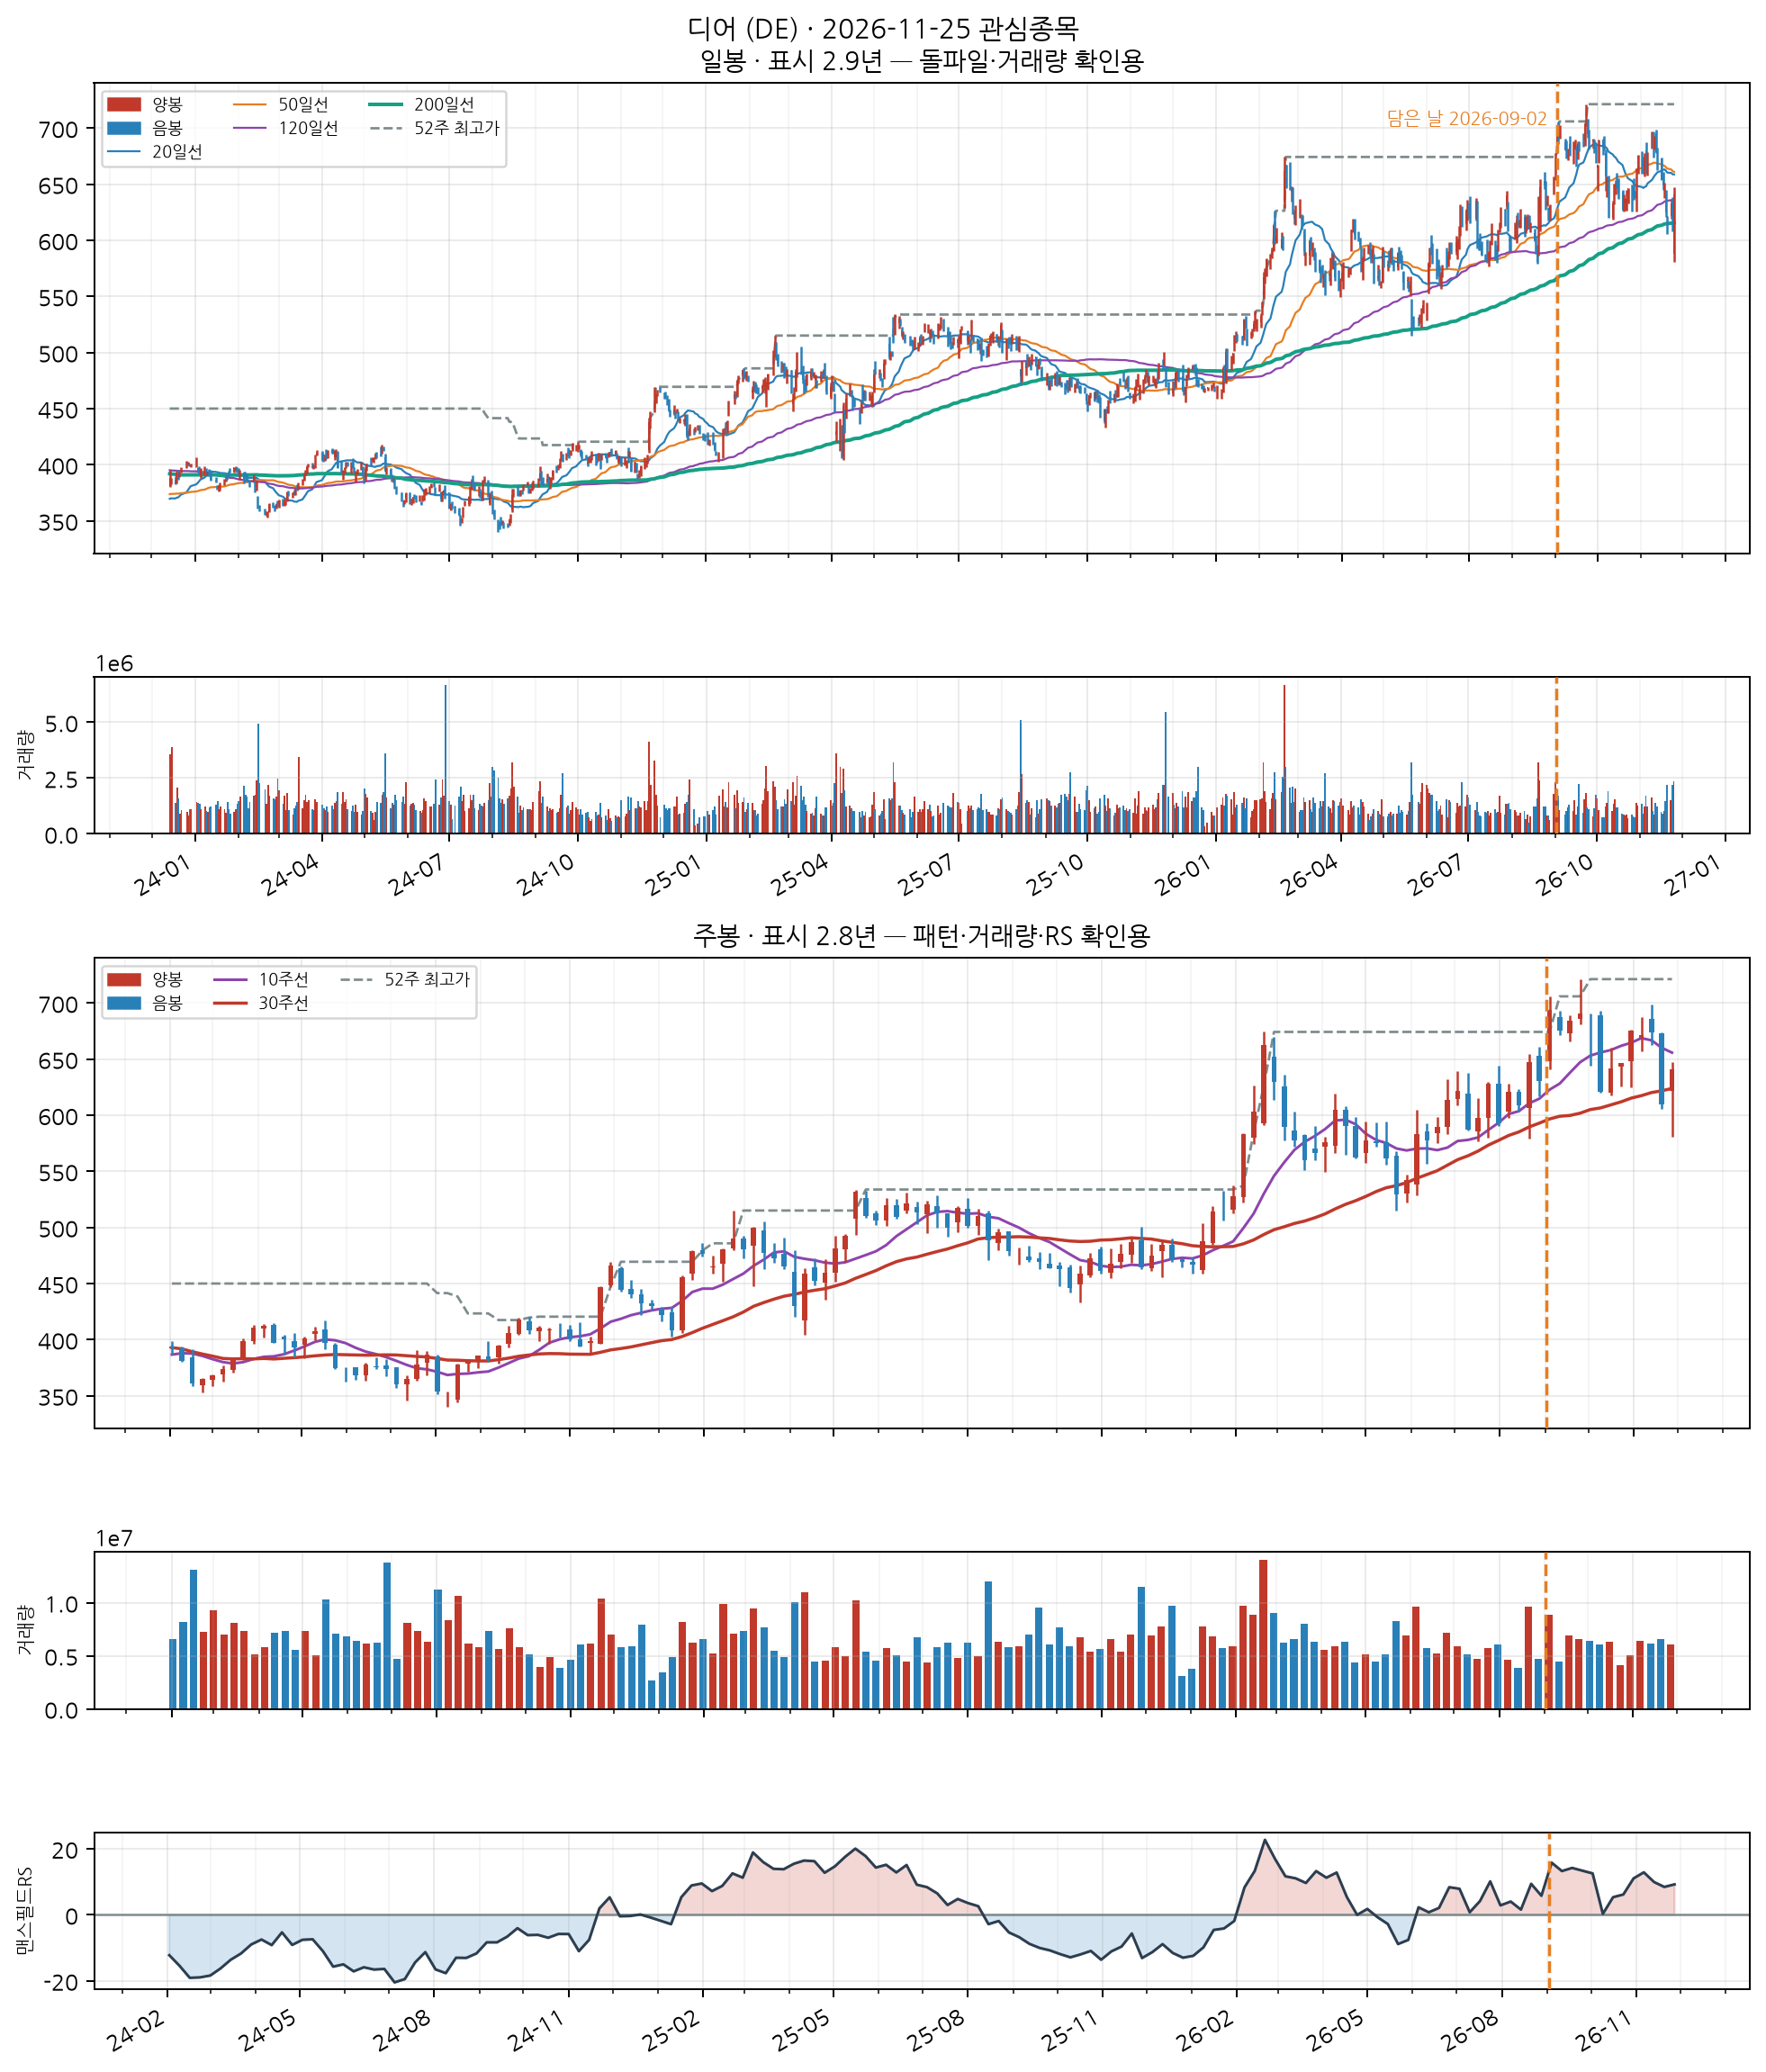 디어 (DE) · 2026-11-25 관심종목
일봉 · 표시 2.9년 — 돌파일·거래량 확인용
양봉
음봉
20일선
50일선
120일선
200일선
52주 최고가
담은 날 2026-09-02
700
650
600
550
500
450
400
350
1e6
거래량
5.0
2.5
0.0
24-01
24-04
24-07
24-10
25-01
25-04
25-07
25-10
26-01
26-04
26-07
26-10
27-01
주봉 · 표시 2.8년 — 패턴·거래량·RS 확인용
양봉
음봉
10주선
30주선
52주 최고가
700
650
600
550
500
450
400
350
1e7
거래량
1.0
0.5
0.0
맨스필드RS
20
0
-20
24-02
24-05
24-08
24-11
25-02
25-05
25-08
25-11
26-02
26-05
26-08
26-11